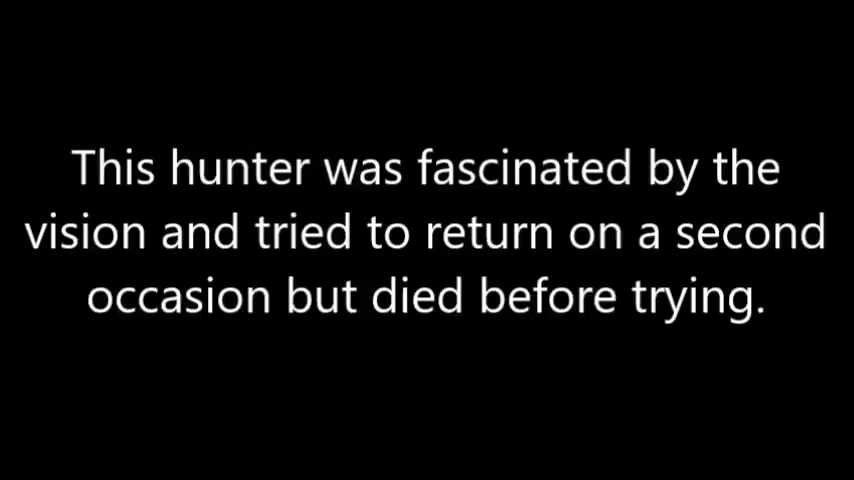 This hunter was fascinated by the
vision and tried to return on a second
occasion but died before trying.